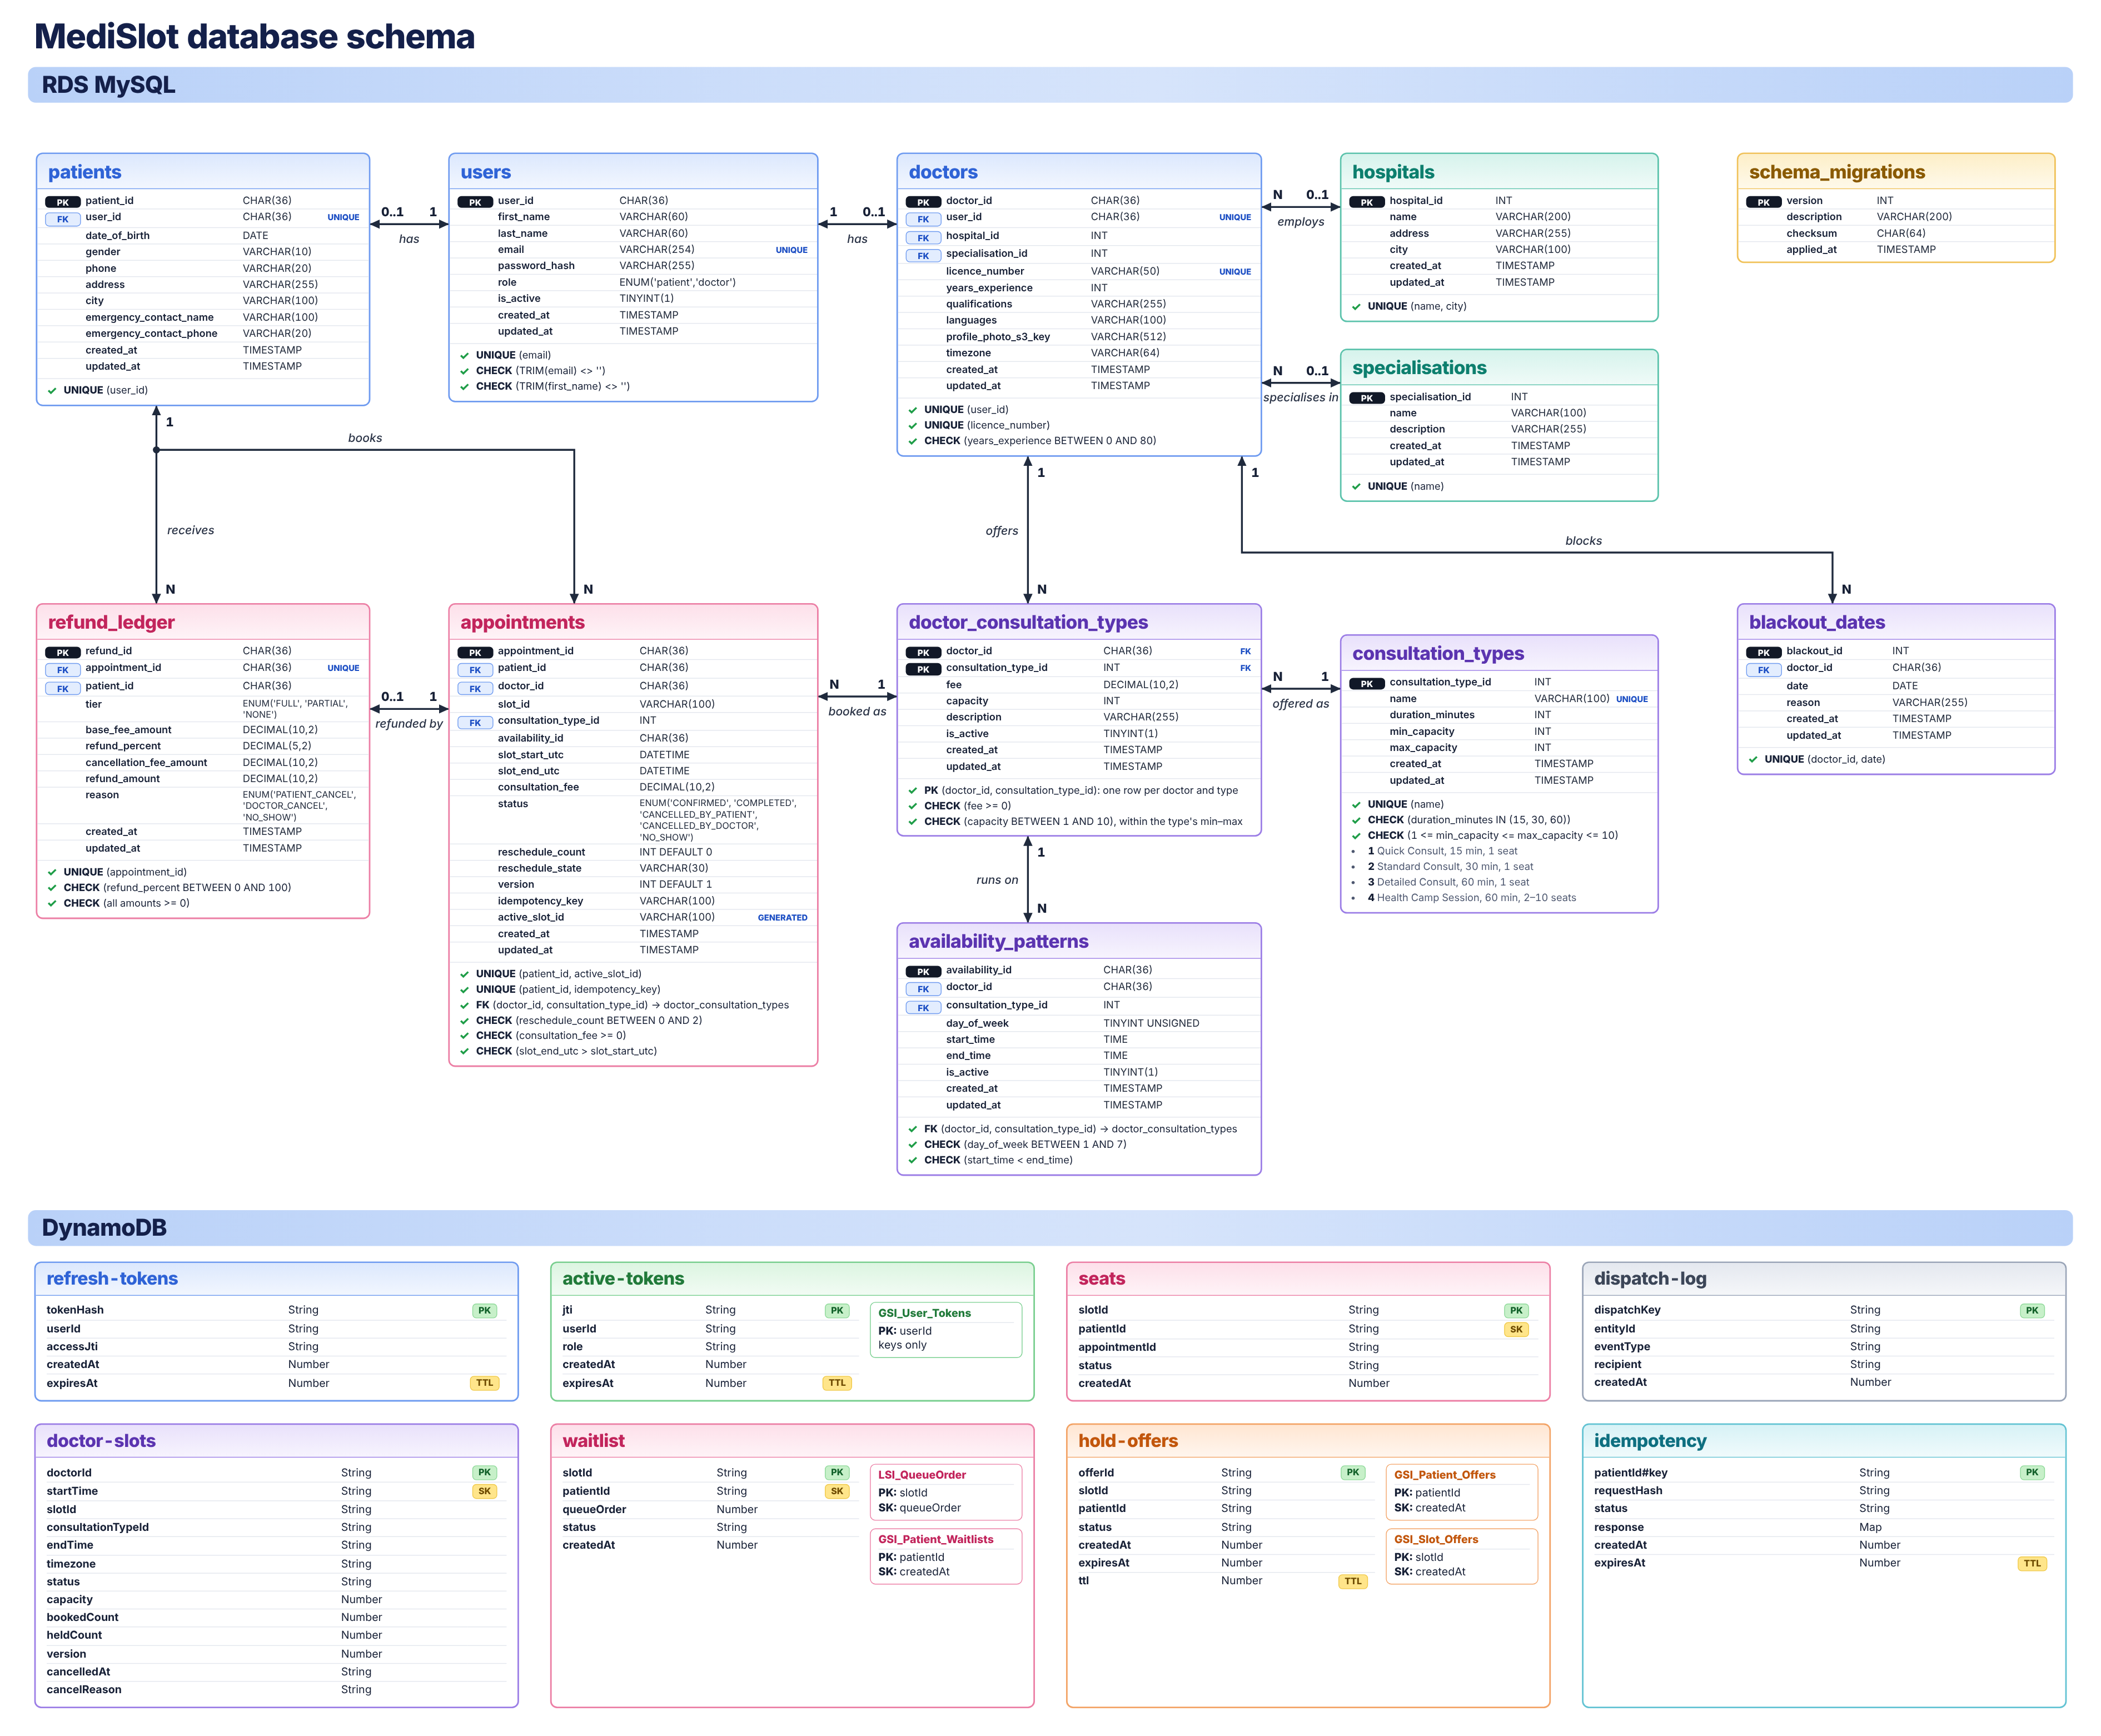 MediSlot database schema
RDS MySQL
patients
PK patient_id CHAR(36)
FK user_id CHAR(36) UNIQUE
date_of_birth DATE
gender VARCHAR(10)
phone VARCHAR(20)
address VARCHAR(255)
city VARCHAR(100)
emergency_contact_name VARCHAR(100)
emergency_contact_phone VARCHAR(20)
created_at TIMESTAMP
updated_at TIMESTAMP
✓ UNIQUE (user_id)
0..1 1
has
users
PK user_id CHAR(36)
first_name VARCHAR(60)
last_name VARCHAR(60)
email VARCHAR(254) UNIQUE
password_hash VARCHAR(255)
role ENUM('patient','doctor')
is_active TINYINT(1)
created_at TIMESTAMP
updated_at TIMESTAMP
✓ UNIQUE (email)
✓ CHECK (TRIM(email) <> '')
✓ CHECK (TRIM(first_name) <> '')
1 0..1
has
doctors
PK doctor_id CHAR(36)
FK user_id CHAR(36) UNIQUE
FK hospital_id INT
FK specialisation_id INT
licence_number VARCHAR(50) UNIQUE
years_experience INT
qualifications VARCHAR(255)
languages VARCHAR(100)
profile_photo_s3_key VARCHAR(512)
timezone VARCHAR(64)
created_at TIMESTAMP
updated_at TIMESTAMP
✓ UNIQUE (user_id)
✓ UNIQUE (licence_number)
✓ CHECK (years_experience BETWEEN 0 AND 80)
N 0..1
employs
hospitals
PK hospital_id INT
name VARCHAR(200)
address VARCHAR(255)
city VARCHAR(100)
created_at TIMESTAMP
updated_at TIMESTAMP
✓ UNIQUE (name, city)
N 0..1
specialises in
specialisations
PK specialisation_id INT
name VARCHAR(100)
description VARCHAR(255)
created_at TIMESTAMP
updated_at TIMESTAMP
✓ UNIQUE (name)
schema_migrations
PK version INT
description VARCHAR(200)
checksum CHAR(64)
applied_at TIMESTAMP
1
books
receives
N
N
1
offers
N
1
blocks
N
refund_ledger
PK refund_id CHAR(36)
FK appointment_id CHAR(36) UNIQUE
FK patient_id CHAR(36)
tier ENUM('FULL', 'PARTIAL',
'NONE')
base_fee_amount DECIMAL(10,2)
refund_percent DECIMAL(5,2)
cancellation_fee_amount DECIMAL(10,2)
refund_amount DECIMAL(10,2)
reason ENUM('PATIENT_CANCEL',
'DOCTOR_CANCEL',
'NO_SHOW')
created_at TIMESTAMP
updated_at TIMESTAMP
✓ UNIQUE (appointment_id)
✓ CHECK (refund_percent BETWEEN 0 AND 100)
✓ CHECK (all amounts >= 0)
0..1 1
refunded by
appointments
PK appointment_id CHAR(36)
FK patient_id CHAR(36)
FK doctor_id CHAR(36)
slot_id VARCHAR(100)
FK consultation_type_id INT
availability_id CHAR(36)
slot_start_utc DATETIME
slot_end_utc DATETIME
consultation_fee DECIMAL(10,2)
status ENUM('CONFIRMED', 'COMPLETED',
'CANCELLED_BY_PATIENT',
'CANCELLED_BY_DOCTOR',
'NO_SHOW')
reschedule_count INT DEFAULT 0
reschedule_state VARCHAR(30)
version INT DEFAULT 1
idempotency_key VARCHAR(100)
active_slot_id VARCHAR(100) GENERATED
created_at TIMESTAMP
updated_at TIMESTAMP
✓ UNIQUE (patient_id, active_slot_id)
✓ UNIQUE (patient_id, idempotency_key)
✓ FK (doctor_id, consultation_type_id) → doctor_consultation_types
✓ CHECK (reschedule_count BETWEEN 0 AND 2)
✓ CHECK (consultation_fee >= 0)
✓ CHECK (slot_end_utc > slot_start_utc)
N 1
booked as
doctor_consultation_types
PK doctor_id CHAR(36) FK
PK consultation_type_id INT FK
fee DECIMAL(10,2)
capacity INT
description VARCHAR(255)
is_active TINYINT(1)
created_at TIMESTAMP
updated_at TIMESTAMP
✓ PK (doctor_id, consultation_type_id): one row per doctor and type
✓ CHECK (fee >= 0)
✓ CHECK (capacity BETWEEN 1 AND 10), within the type's min–max
N 1
offered as
consultation_types
PK consultation_type_id INT
name VARCHAR(100) UNIQUE
duration_minutes INT
min_capacity INT
max_capacity INT
created_at TIMESTAMP
updated_at TIMESTAMP
✓ UNIQUE (name)
✓ CHECK (duration_minutes IN (15, 30, 60))
✓ CHECK (1 <= min_capacity <= max_capacity <= 10)
• 1 Quick Consult, 15 min, 1 seat
• 2 Standard Consult, 30 min, 1 seat
• 3 Detailed Consult, 60 min, 1 seat
• 4 Health Camp Session, 60 min, 2–10 seats
blackout_dates
PK blackout_id INT
FK doctor_id CHAR(36)
date DATE
reason VARCHAR(255)
created_at TIMESTAMP
updated_at TIMESTAMP
✓ UNIQUE (doctor_id, date)
1
runs on
N
availability_patterns
PK availability_id CHAR(36)
FK doctor_id CHAR(36)
FK consultation_type_id INT
day_of_week TINYINT UNSIGNED
start_time TIME
end_time TIME
is_active TINYINT(1)
created_at TIMESTAMP
updated_at TIMESTAMP
✓ FK (doctor_id, consultation_type_id) → doctor_consultation_types
✓ CHECK (day_of_week BETWEEN 1 AND 7)
✓ CHECK (start_time < end_time)
DynamoDB
refresh-tokens
tokenHash String PK
userId String
accessJti String
createdAt Number
expiresAt Number TTL
active-tokens
jti String PK
userId String
role String
createdAt Number
expiresAt Number TTL
GSI_User_Tokens
PK: userId
keys only
seats
slotId String PK
patientId String SK
appointmentId String
status String
createdAt Number
dispatch-log
dispatchKey String PK
entityId String
eventType String
recipient String
createdAt Number
doctor-slots
doctorId String PK
startTime String SK
slotId String
consultationTypeId String
endTime String
timezone String
status String
capacity Number
bookedCount Number
heldCount Number
version Number
cancelledAt String
cancelReason String
waitlist
slotId String PK
patientId String SK
queueOrder Number
status String
createdAt Number
LSI_QueueOrder
PK: slotId
SK: queueOrder
GSI_Patient_Waitlists
PK: patientId
SK: createdAt
hold-offers
offerId String PK
slotId String
patientId String
status String
createdAt Number
expiresAt Number
ttl Number TTL
GSI_Patient_Offers
PK: patientId
SK: createdAt
GSI_Slot_Offers
PK: slotId
SK: createdAt
idempotency
patientId#key String PK
requestHash String
status String
response Map
createdAt Number
expiresAt Number TTL